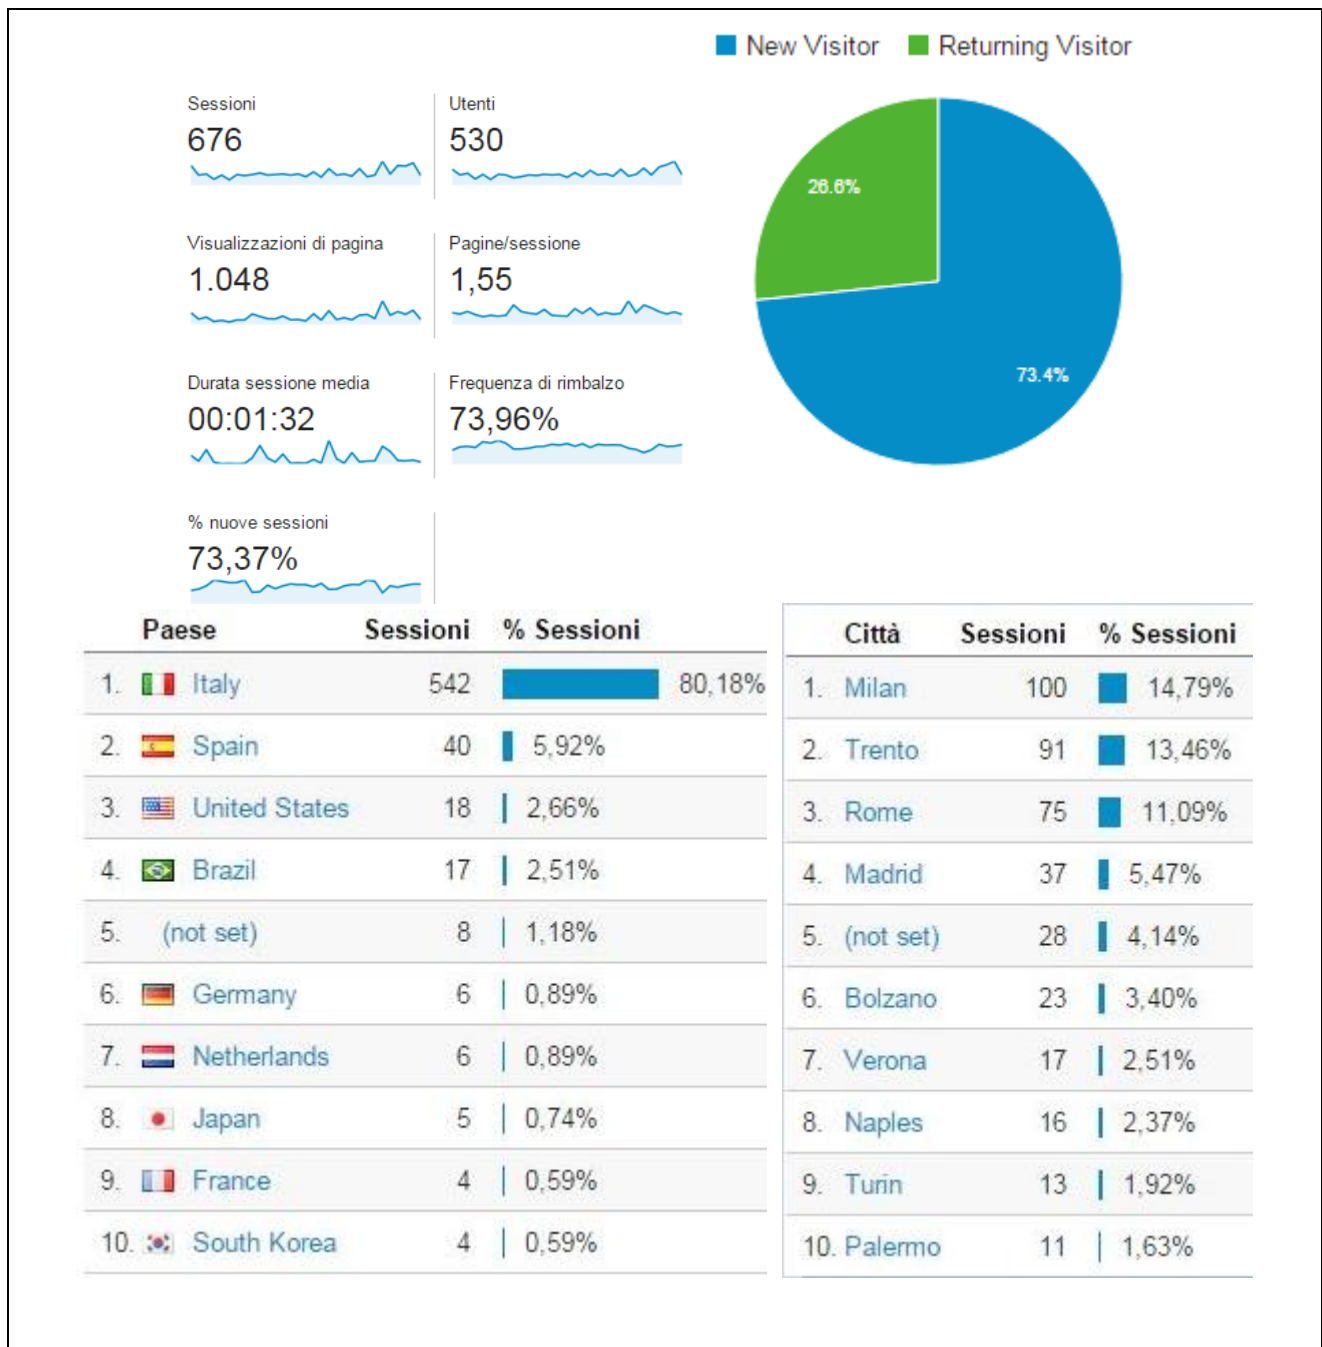 New Visitor Returning Visitor
Sessioni Utenti
676 530
26.6%
Visualizzazioni di pagina Pagine/sessione
1.048 1,55
73.4%
Durata sessione media Frequenza di rimbalzo
00:01:32 73,96%
% nuove sessioni
73,37%
Paese Sessioni % Sessioni
1. Italy 542 80,18%
2. Spain 40 5,92%
3. United States 18 2,66%
4. Brazil 17 2,51%
5. (not set) 8 1,18%
6. Germany 6 0,89%
7. Netherlands 6 0,89%
8. Japan 5 0,74%
9. France 4 0,59%
10. South Korea 4 0,59%
Città Sessioni % Sessioni
1. Milan 100 14,79%
2. Trento 91 13,46%
3. Rome 75 11,09%
4. Madrid 37 5,47%
5. (not set) 28 4,14%
6. Bolzano 23 3,40%
7. Verona 17 2,51%
8. Naples 16 2,37%
9. Turin 13 1,92%
10. Palermo 11 1,63%